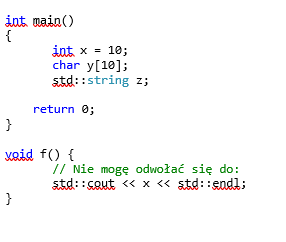 int main()
{
int x = 10;
char y[10];
std::string z;
return 0;
}
void f() {
// Nie mogę odwołać się do:
std::cout << x << std::endl;
}